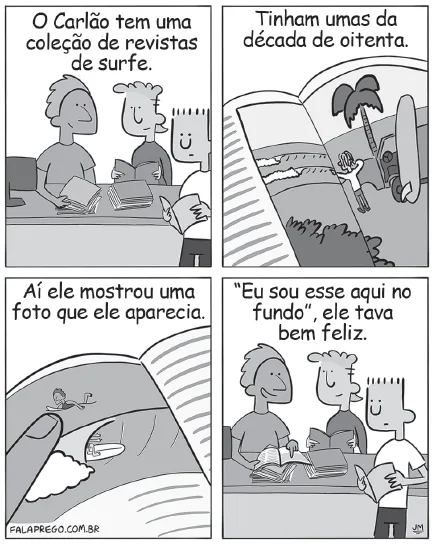 O Carlão tem uma
coleção de revistas
de surfe.
Tinham umas da
década de oitenta.
Aí ele mostrou uma
foto que ele aparecia.
FALAPREGO.COM.BR
“Eu sou esse aqui no
fundo”, ele tava
bem feliz.
JM